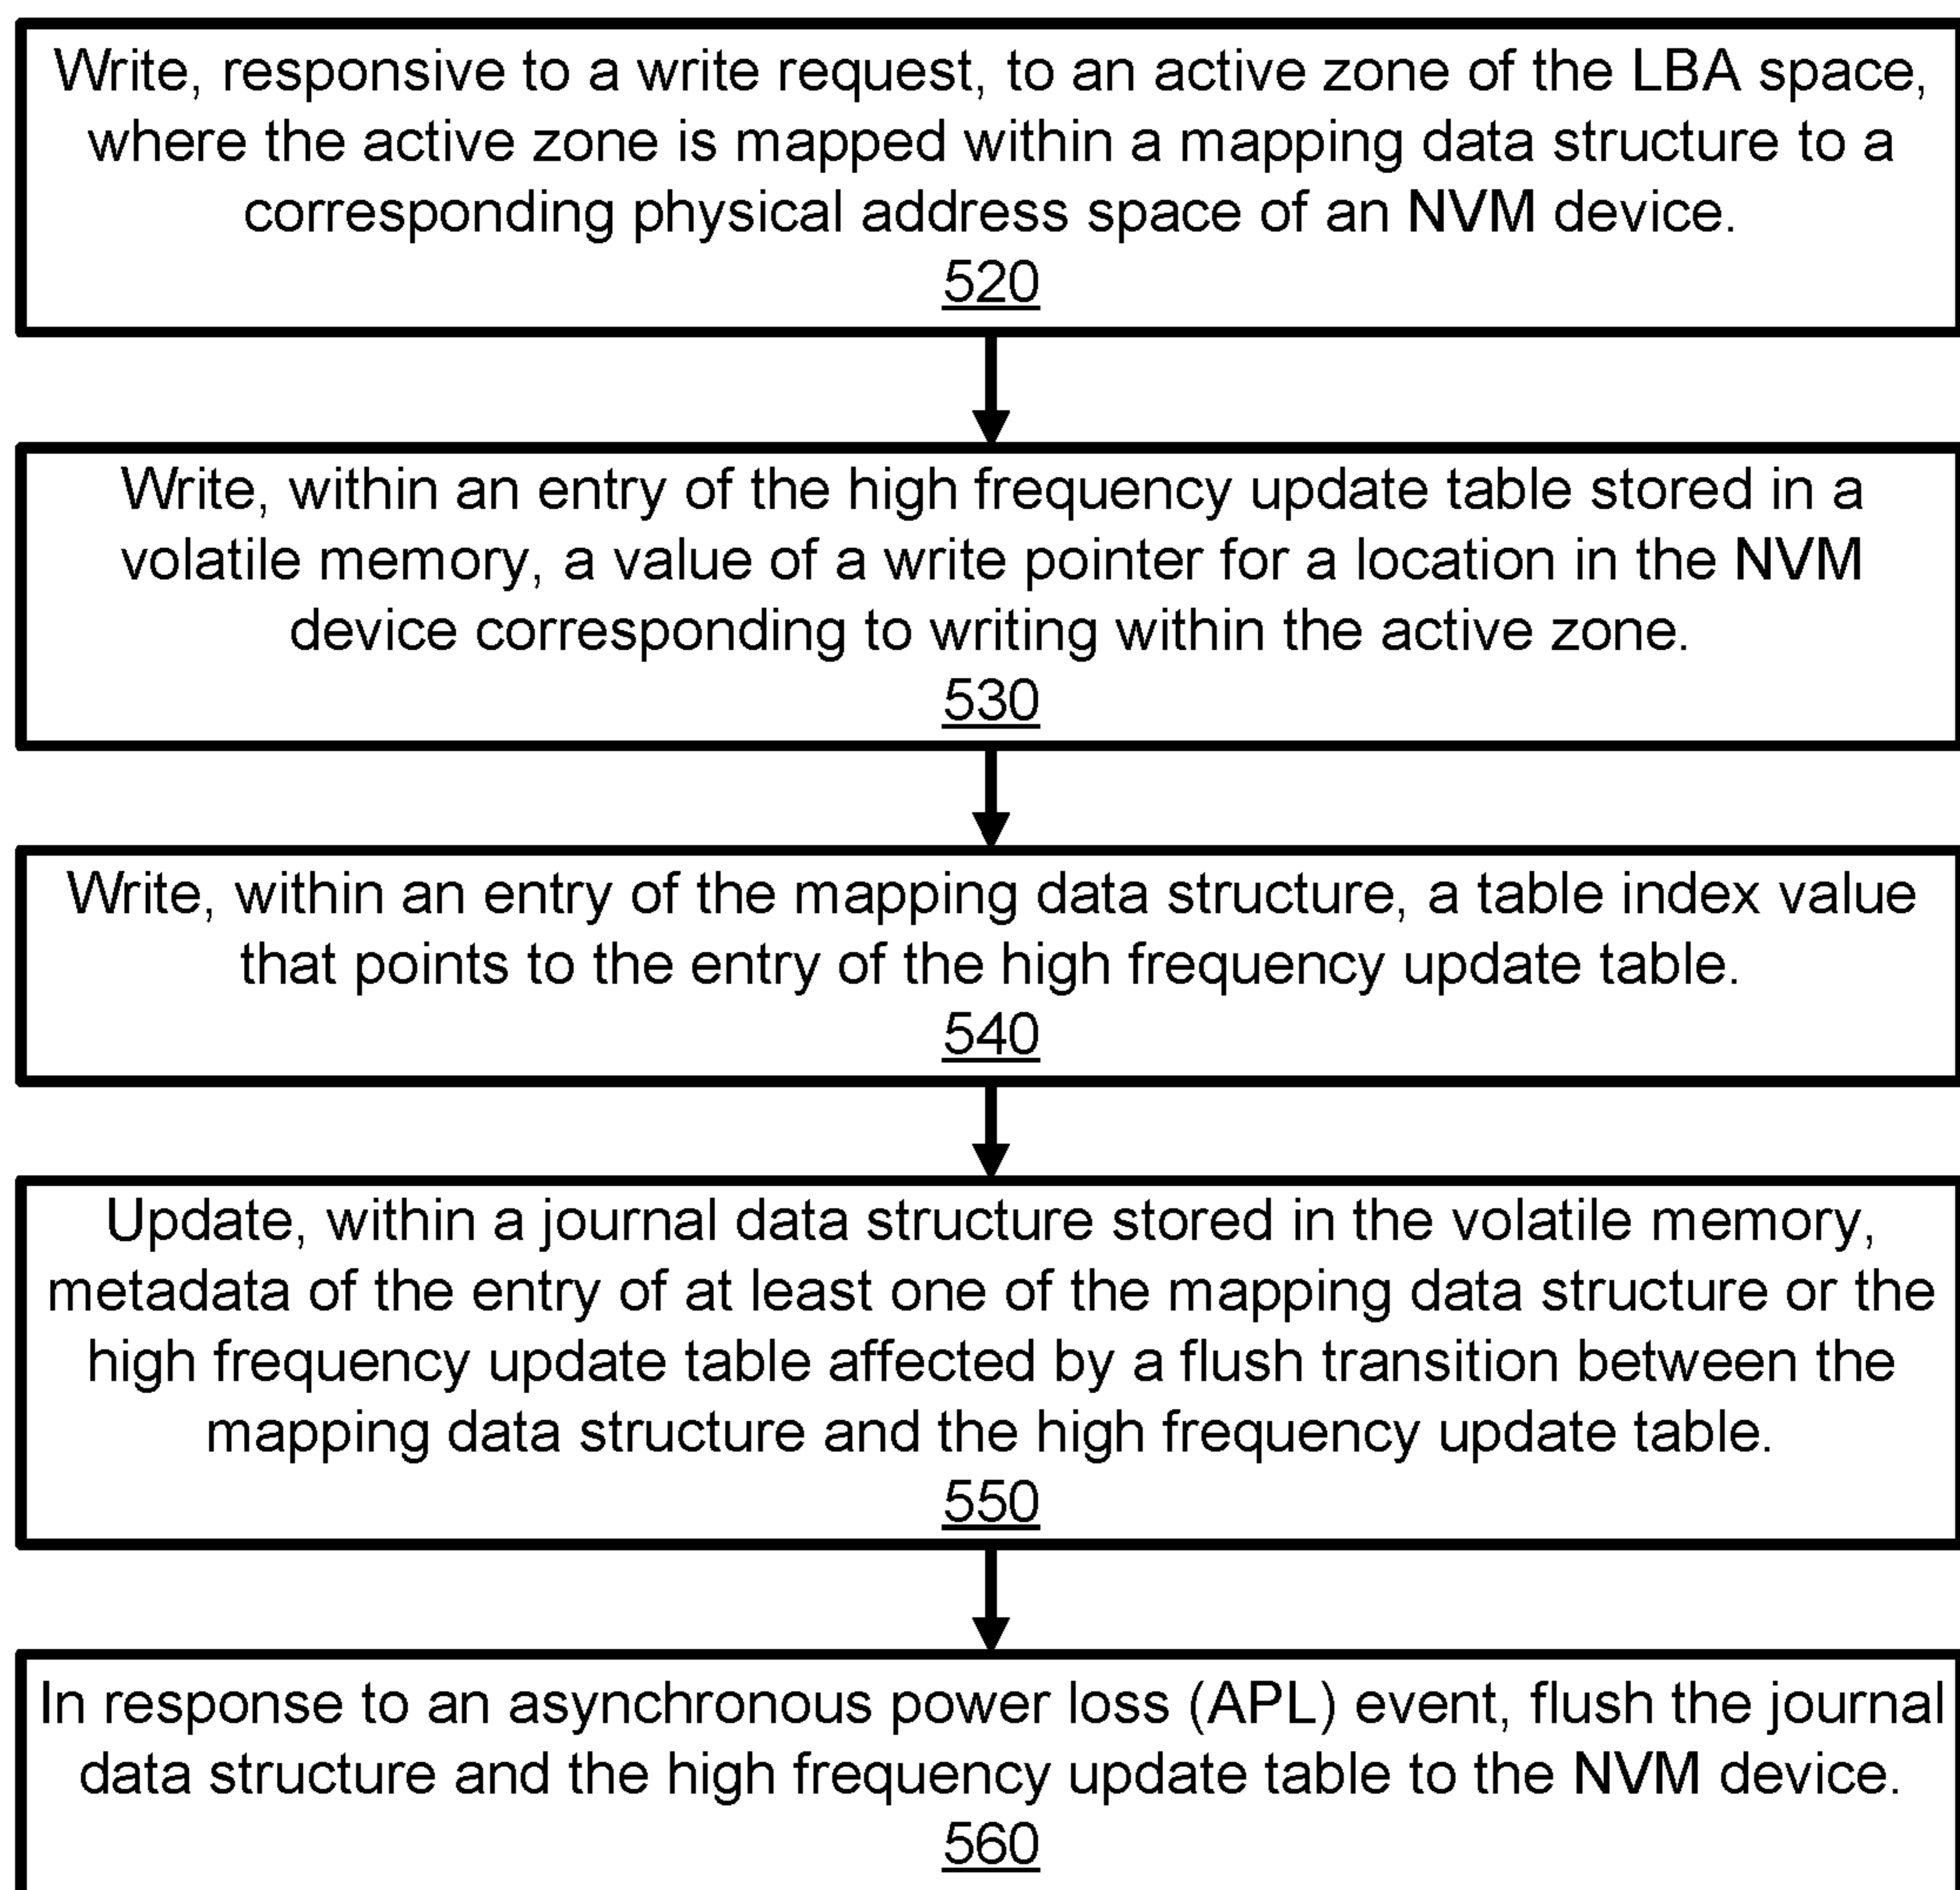 Write, responsive to a write request, to an active zone of the LBA space,
where the active zone is mapped within a mapping data structure to a
corresponding physical address space of an NVM device.
520
Write, within an entry of the high frequency update table stored in a
volatile memory, a value of a write pointer for a location in the NVM
device corresponding to writing within the active zone.
530
Write, within an entry of the mapping data structure, a table index value
that points to the entry of the high frequency update table.
540
Update, within a journal data structure stored in the volatile memory,
metadata of the entry of at least one of the mapping data structure or the
high frequency update table affected by a flush transition between the
mapping data structure and the high frequency update table.
550
In response to an asynchronous power loss (APL) event, flush the journal
data structure and the high frequency update table to the NVM device.
560